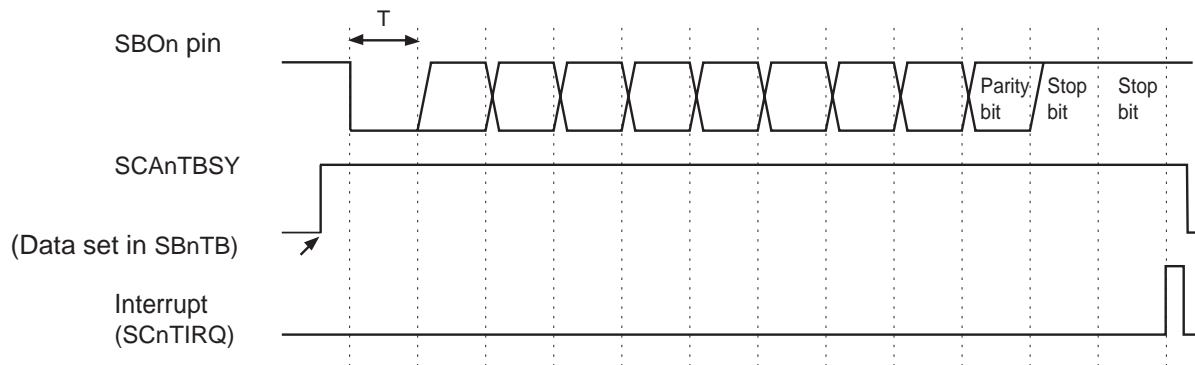 T
SBOn pin
Parity bit
Stop bit
Stop bit
SCAnTBSY
(Data set in SBnTB)
Interrupt
(SCnTIRQ)